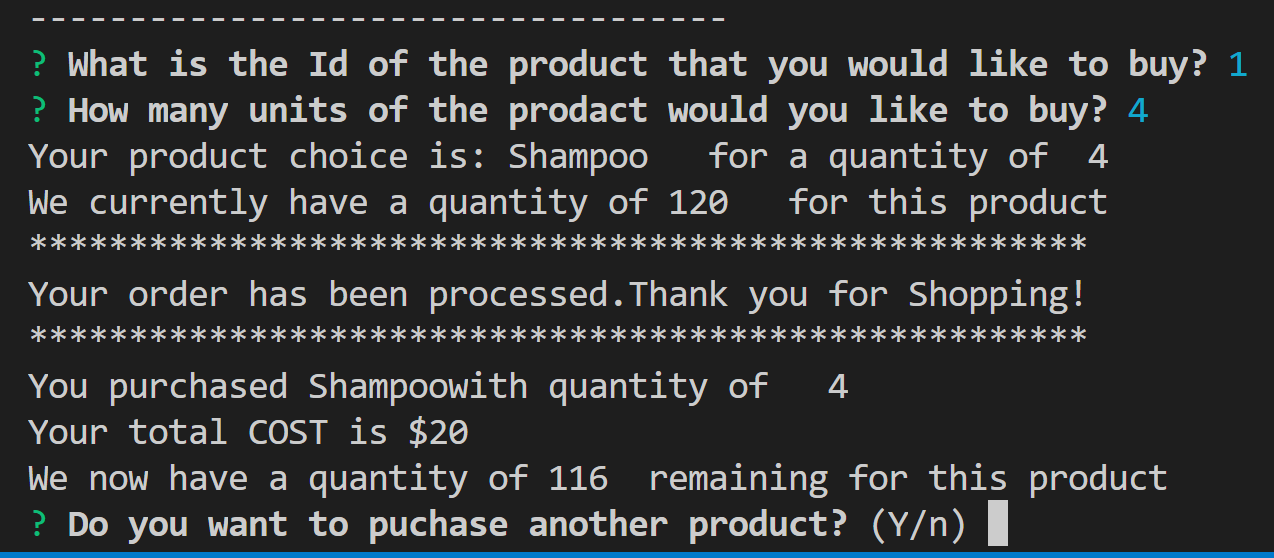 -----------------------------------
? What is the Id of the product that you would like to buy? 1
? How many units of the prodact would you like to buy? 4
Your product choice is: Shampoo   for a quantity of  4
We currently have a quantity of 120   for this product
*****************************************************
Your order has been processed.Thank you for Shopping!
*****************************************************
You purchased Shampoowith quantity of   4
Your total COST is $20
We now have a quantity of 116  remaining for this product
? Do you want to puchase another product? (Y/n)